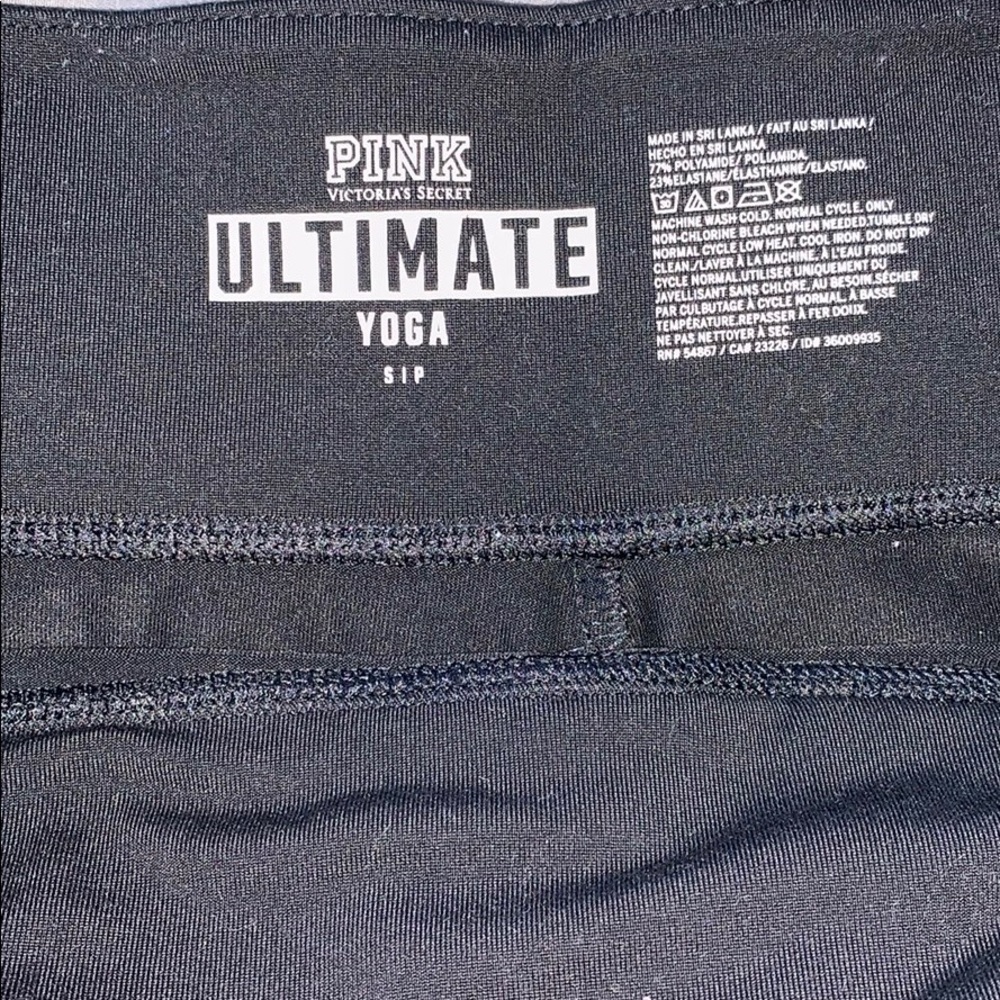 PINK
VICTORIA'S SECRET
ULTIMATE
YOGA
S I P
MADE IN SRI LANKA / FAIT AU SRI LANKA /
HECHO EN SRI LANKA
77% POLYAMIDE/ POLIAMIDA,
23%ELASTANE/ÉLASTHANNE/ELASTANO.
30
MACHINE WASH COLD. NORMAL CYCLE. ONLY
NON-CHLORINE BLEACH WHEN NEEDED.TUMBLE DRY
NORMAL CYCLE LOW HEAT. COOL IRON. DO NOT DRY
CLEAN./LAVER À LA MACHINE, À L'EAU FROIDE.
CYCLE NORMAL.UTILISER UNIQUEMENT DU
JAVELLISANT SANS CHLORE, AU BESOIN.SÉCHER
PAR CULBUTAGE À CYCLE NORMAL, À BASSE
TEMPÉRATURE.REPASSER À FER DOUX.
NE PAS NETTOYER À SEC.
RN# 54867 / CA# 23226 / ID# 36009935